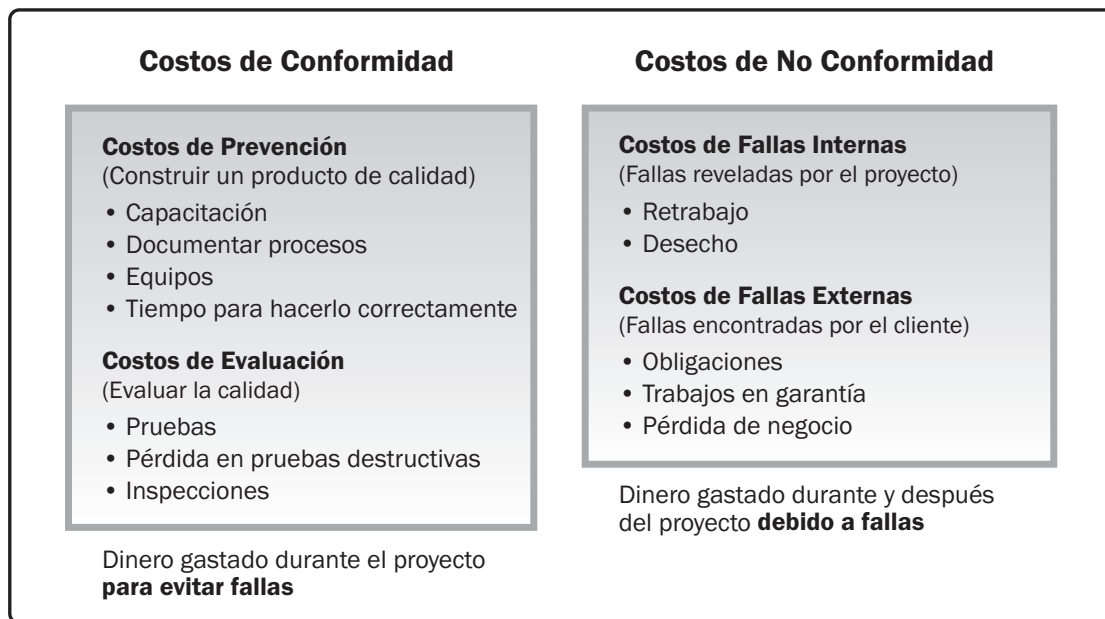 Costos de Conformidad
Costos de Prevención
(Construir un producto de calidad)
• Capacitación
• Documentar procesos
• Equipos
• Tiempo para hacerlo correctamente
Costos de Evaluación
(Evaluar la calidad)
• Pruebas
• Pérdida en pruebas destructivas
• Inspecciones
Dinero gastado durante el proyecto
para evitar fallas
Costos de No Conformidad
Costos de Fallas Internas
(Fallas reveladas por el proyecto)
• Retrabajo
• Desecho
Costos de Fallas Externas
(Fallas encontradas por el cliente)
• Obligaciones
• Trabajos en garantía
• Pérdida de negocio
Dinero gastado durante y después
del proyecto debido a fallas